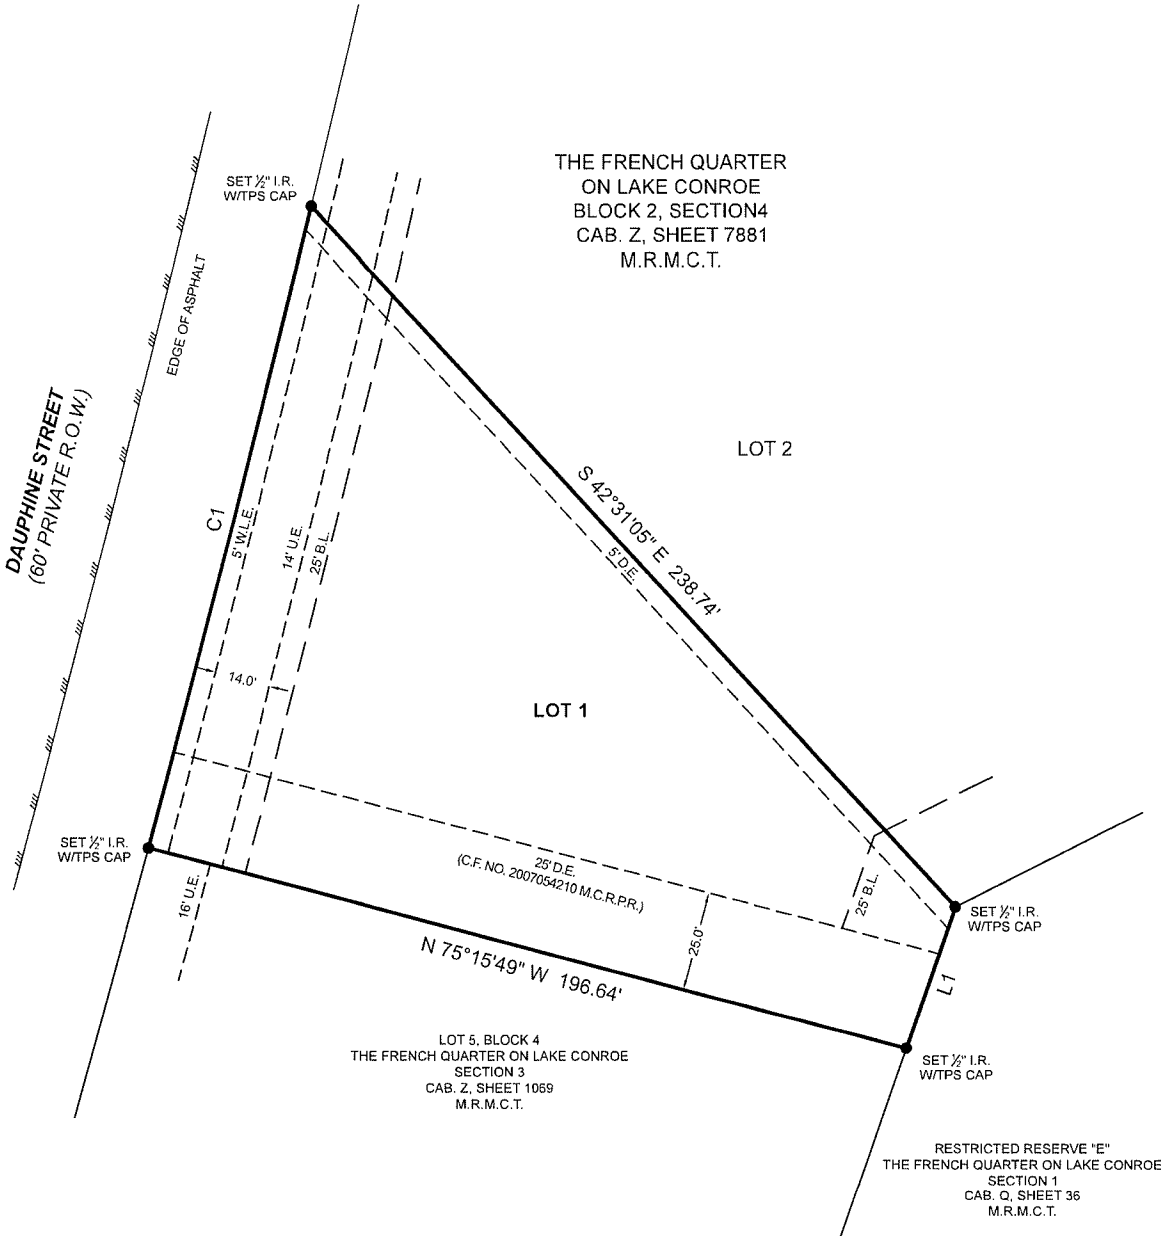 THE FRENCH QUARTER
ON LAKE CONROE
BLOCK 2, SECTION4
CAB. Z, SHEET 7881
M.R.M.C.T.
SET ½" I.R.
W/TPS CAP
EDGE OF ASPHALT
DAUPHINE STREET
(60' PRIVATE R.O.W.)
LOT 2
C1
5' W.L.E.
14' U.E.
25' B.L.
S 42°31'05" E 238.74'
5' D.E.
14.0'
LOT 1
SET ½" I.R.
W/TPS CAP
16' U.E.
25' D.E.
(C.F. NO. 2007054210 M.C.R.P.R.)
25.0'
25' B.L.
SET ½" I.R.
W/TPS CAP
N 75°15'49" W 196.64'
L1
LOT 5, BLOCK 4
THE FRENCH QUARTER ON LAKE CONROE
SECTION 3
CAB. Z, SHEET 1069
M.R.M.C.T.
SET ½" I.R.
W/TPS CAP
RESTRICTED RESERVE "E"
THE FRENCH QUARTER ON LAKE CONROE
SECTION 1
CAB. Q, SHEET 36
M.R.M.C.T.